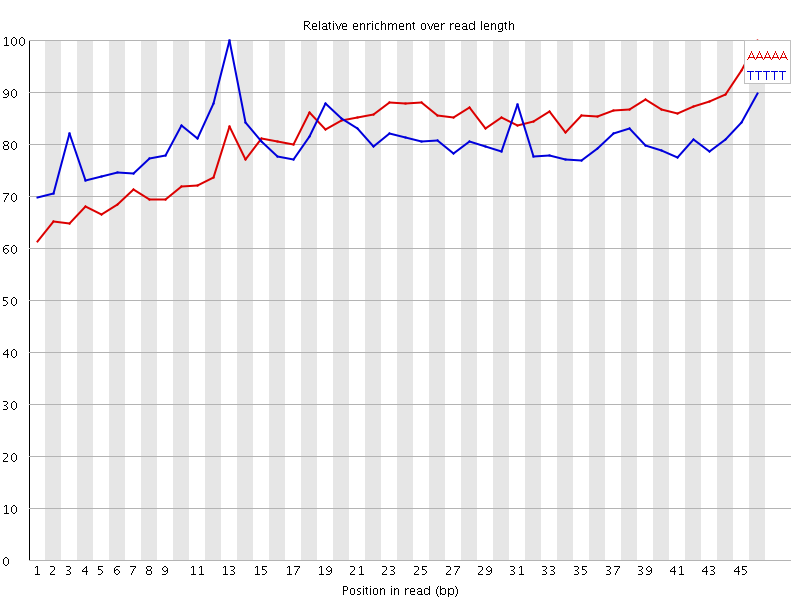 Relative enrichment over read length
100
90
80
70
60
50
40
30
20
10
0
AAAAA
TTTTT
1 2 3 4 5 6 7 8 9 11 13 15 17 19 21 23 25 27 29 31 33 35 37 39 41 43 45
Position in read (bp)